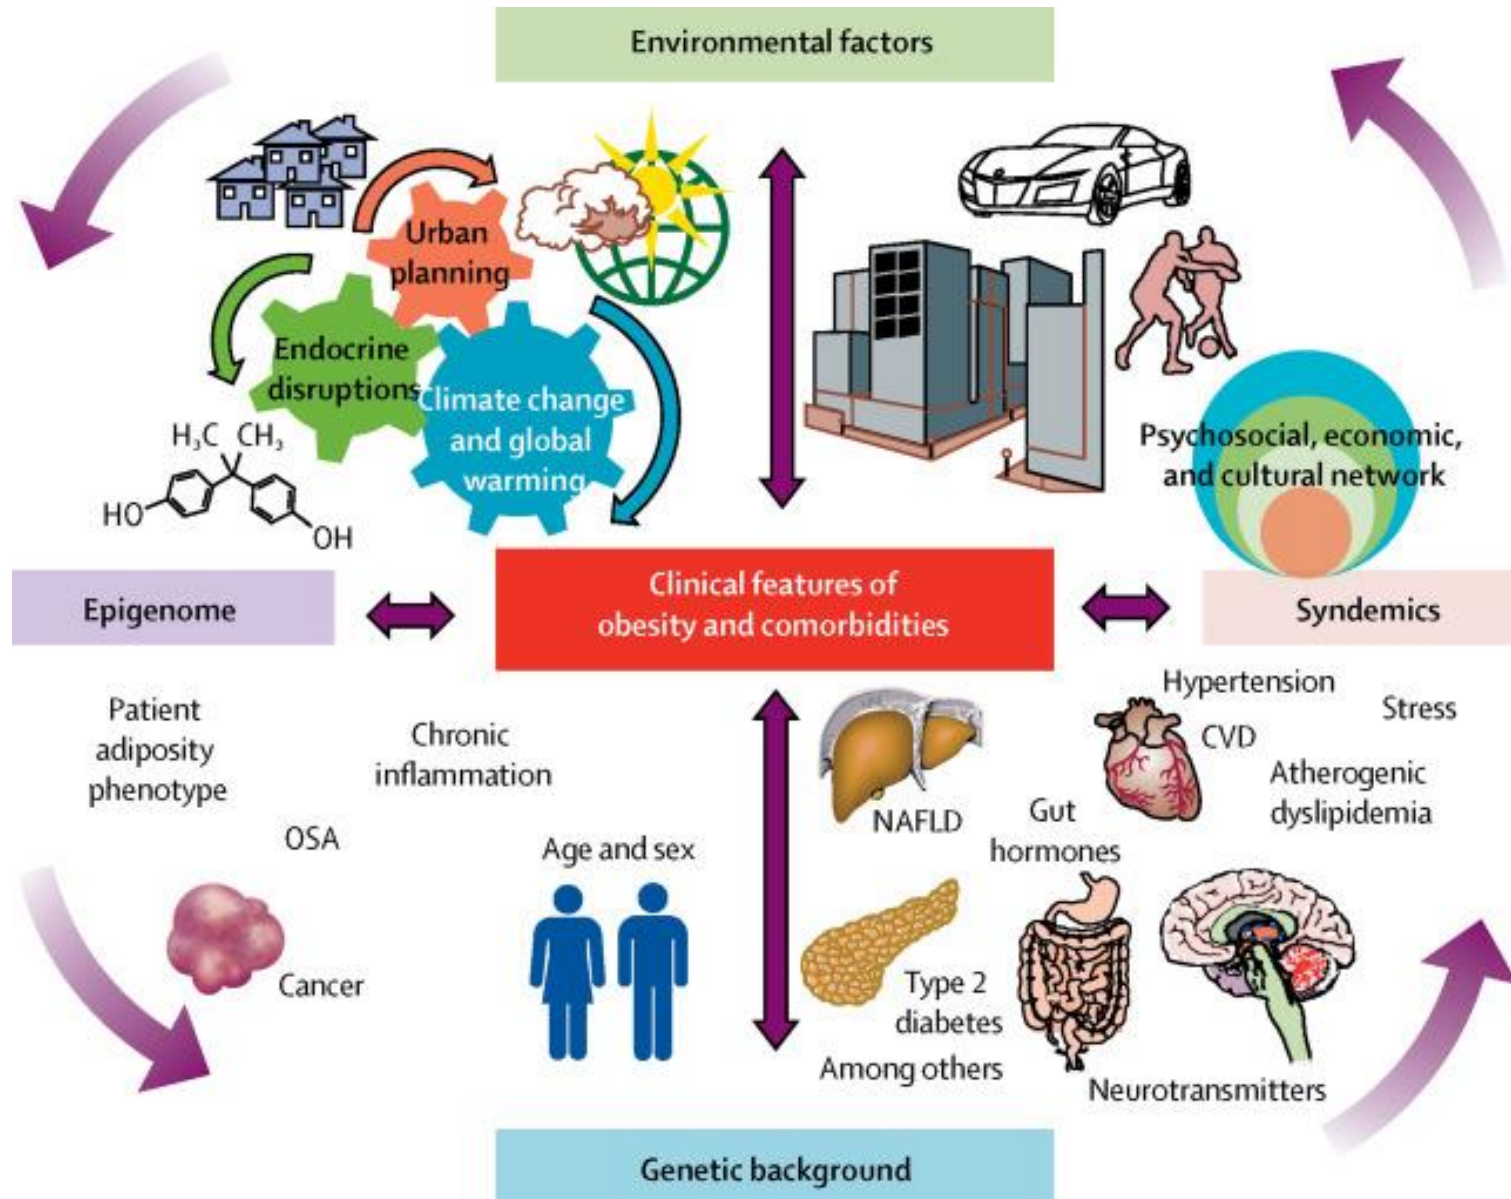 Environmental factors
Urban
planning
Endocrine
disruptions
Climate change
and global
warming
H₃C CH₃
HO
OH
Psychosocial, economic,
and cultural network
Epigenome
Clinical features of
obesity and comorbidities
Syndemics
Patient
adiposity
phenotype
Chronic
inflammation
OSA
Cancer
Age and sex
NAFLD
Gut
hormones
Hypertension
Stress
CVD
Atherogenic
dyslipidemia
Type 2
diabetes
Among others
Neurotransmitters
Genetic background